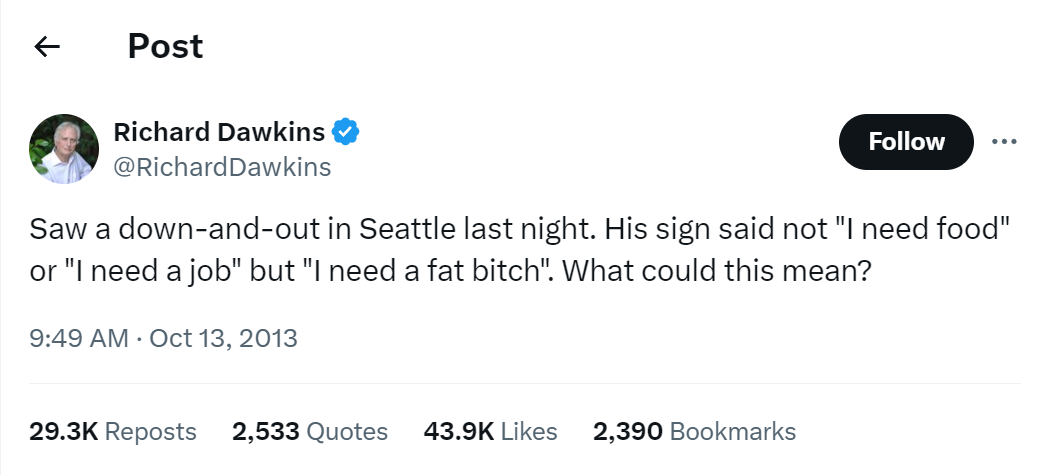 Post
Richard Dawkins
@RichardDawkins
Follow
Saw a down-and-out in Seattle last night. His sign said not "I need food"
or "I need a job" but "I need a fat bitch". What could this mean?
9:49 AM · Oct 13, 2013
29.3K Reposts 2,533 Quotes 43.9K Likes 2,390 Bookmarks